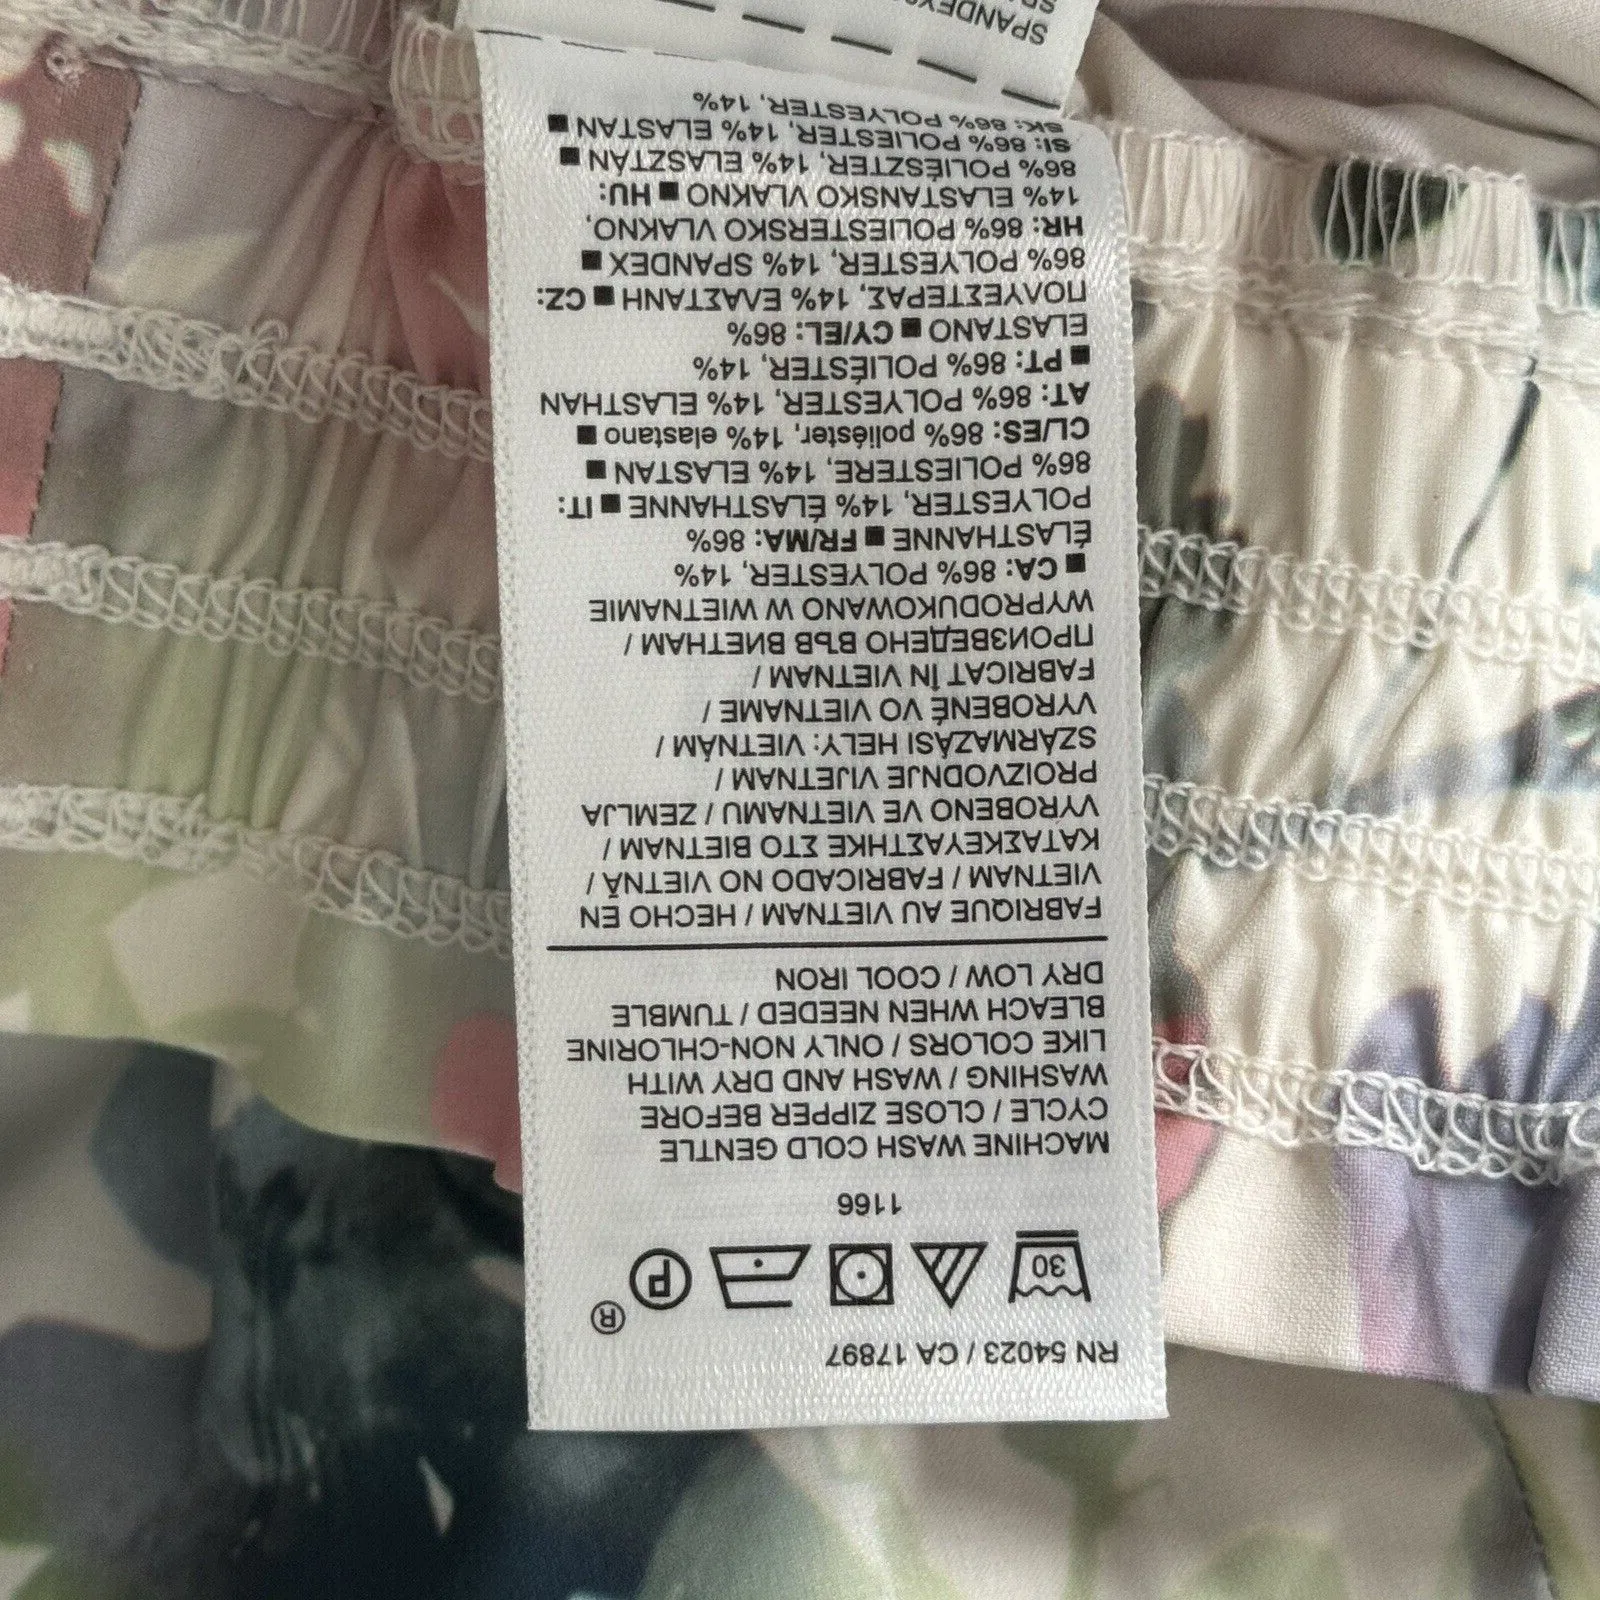 RN 54023 / CA 17897
®
30 P
1166
MACHINE WASH COLD GENTLE
CYCLE / CLOSE ZIPPER BEFORE
WASHING / WASH AND DRY WITH
LIKE COLORS / ONLY NON-CHLORINE
BLEACH WHEN NEEDED / TUMBLE
DRY LOW / COOL IRON
FABRIQUE AU VIETNAM / HECHO EN
VIETNAM / FABRICADO NO VIETNÃ /
ΚΑΤΑΣΚΕΥΑΣΤΗΚΕ ΣΤΟ ΒΙΕΤΝΑΜ /
VYROBENO VE VIETNAMU / ZEMLJA
PROIZVODNJE VIJETNAM /
SZÁRMAZÁSI HELY: VIETNÁM /
VYROBENÉ VO VIETNAME /
FABRICAT ÎN VIETNAM /
ПРОИЗВЕДЕНО ВЪВ ВИЕТНАМ /
WYPRODUKOWANO W WIETNAMIE
■ CA: 86% POLYESTER, 14%
ÉLASTHANNE ■ FR/MA: 86%
POLYESTER, 14% ÉLASTHANNE ■ IT:
86% POLIESTERE, 14% ELASTAN ■
CL/ES: 86% poliéster, 14% elastano ■
AT: 86% POLYESTER, 14% ELASTHAN
■ PT: 86% POLIÉSTER, 14%
ELASTANO ■ CY/EL: 86%
ΠΟΛΥΕΣΤΕΡΑΣ, 14% ΕΛΑΣΤΑΝΗ ■ CZ:
86% POLYESTER, 14% SPANDEX ■
HR: 86% POLIESTERSKO VLAKNO,
14% ELASTANSKO VLAKNO ■ HU:
86% POLIÉSZTER, 14% ELASZTÁN ■
SI: 86% POLIESTER, 14% ELASTAN ■
SK: 86% POLYESTER, 14%